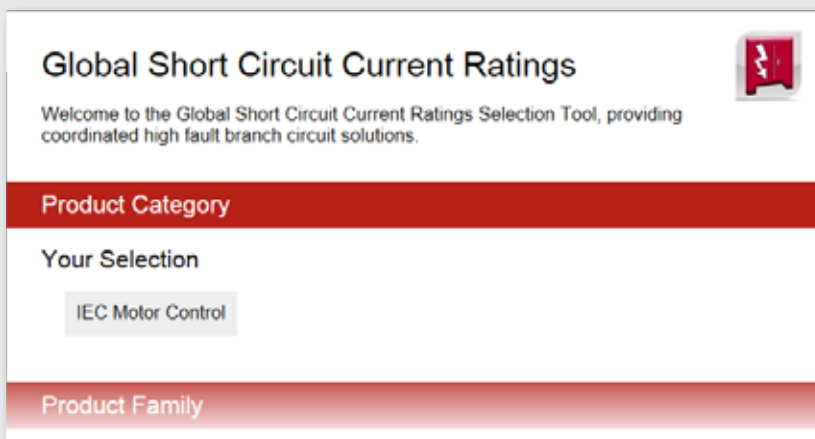 Global Short Circuit Current Ratings
Welcome to the Global Short Circuit Current Ratings Selection Tool, providing
coordinated high fault branch circuit solutions.
Product Category
Your Selection
IEC Motor Control
Product Family